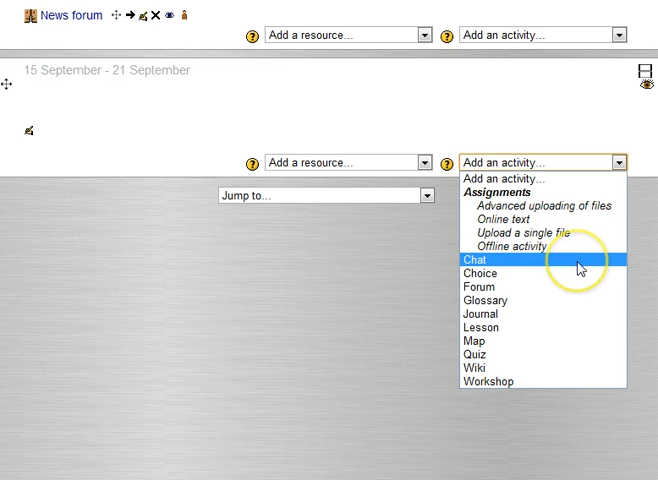 News forum
Add a resource...
Add an activity...
15 September - 21 September
Add a resource...
Add an activity...
Jump to...
Add an activity...
Assignments
Advanced uploading of files
Online text
Upload a single file
Offline activity
Chat
Choice
Forum
Glossary
Journal
Lesson
Map
Quiz
Wiki
Workshop